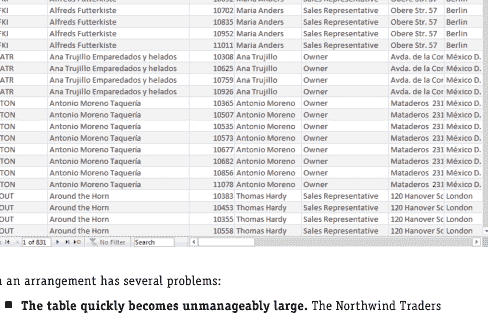 FKI Alfreds Futterkiste 10702 Maria Anders Sales Representative Obere Str. 57 Berlin
FKI Alfreds Futterkiste 10835 Maria Anders Sales Representative Obere Str. 57 Berlin
FKI Alfreds Futterkiste 10952 Maria Anders Sales Representative Obere Str. 57 Berlin
FKI Alfreds Futterkiste 11011 Maria Anders Sales Representative Obere Str. 57 Berlin
ATR Ana Trujillo Emparedados y helados 10308 Ana Trujillo Owner Avda. de la Cor México D.
ATR Ana Trujillo Emparedados y helados 10625 Ana Trujillo Owner Avda. de la Cor México D.
ATR Ana Trujillo Emparedados y helados 10759 Ana Trujillo Owner Avda. de la Cor México D.
ATR Ana Trujillo Emparedados y helados 10926 Ana Trujillo Owner Avda. de la Cor México D.
TON Antonio Moreno Taquería 10365 Antonio Moreno Owner Mataderos 231 México D.
TON Antonio Moreno Taquería 10507 Antonio Moreno Owner Mataderos 231 México D.
TON Antonio Moreno Taquería 10535 Antonio Moreno Owner Mataderos 231 México D.
TON Antonio Moreno Taquería 10573 Antonio Moreno Owner Mataderos 231 México D.
TON Antonio Moreno Taquería 10677 Antonio Moreno Owner Mataderos 231 México D.
TON Antonio Moreno Taquería 10682 Antonio Moreno Owner Mataderos 231 México D.
TON Antonio Moreno Taquería 10856 Antonio Moreno Owner Mataderos 231 México D.
TON Antonio Moreno Taquería 11078 Antonio Moreno Owner Mataderos 231 México D.
OUT Around the Horn 10383 Thomas Hardy Sales Representative 120 Hanover Sc London
OUT Around the Horn 10453 Thomas Hardy Sales Representative 120 Hanover Sc London
OUT Around the Horn 10355 Thomas Hardy Sales Representative 120 Hanover Sc London
OUT Around the Horn 10558 Thomas Hardy Sales Representative 120 Hanover Sc London
1 of 831 No Filter Search
an arrangement has several problems:
■ The table quickly becomes unmanageably large. The Northwind Traders